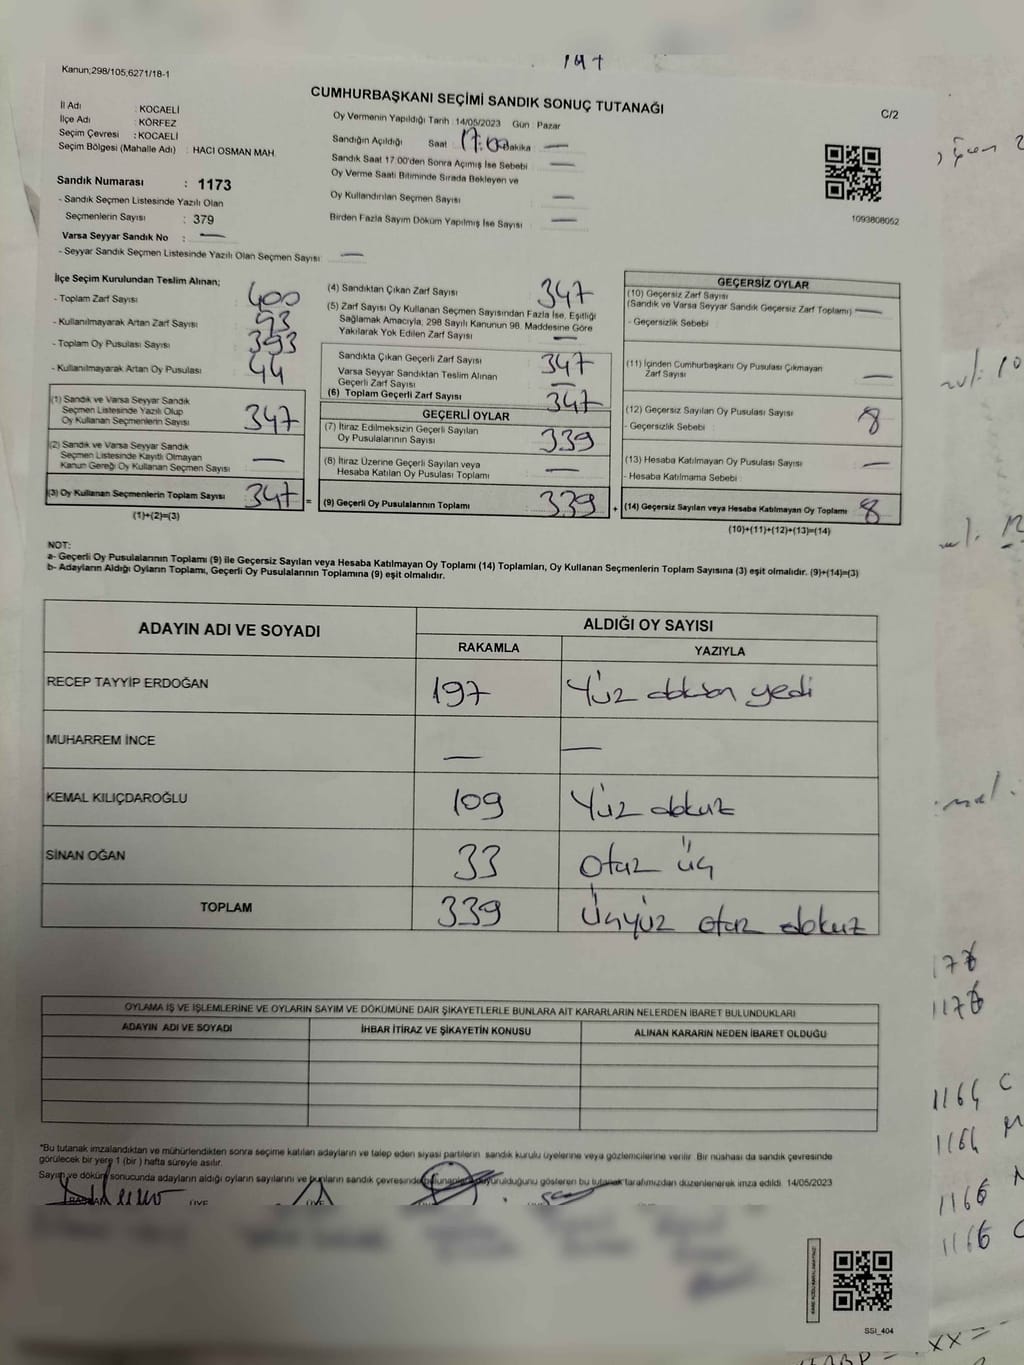 Kanun;298/105,6271/18-1
CUMHURBAŞKANI SEÇİMİ SANDIK SONUÇ TUTANAĞI
C/2
İl Adı : KOCAELİ
İlçe Adı : KÖRFEZ
Seçim Çevresi : KOCAELİ
Seçim Bölgesi (Mahalle Adı) : HACI OSMAN MAH.
Sandık Numarası : 1173
- Sandık Seçmen Listesinde Yazılı Olan
Seçmenlerin Sayısı : 379
Varsa Seyyar Sandık No : —
- Seyyar Sandık Seçmen Listesinde Yazılı Olan Seçmen Sayısı : —
Oy Vermenin Yapıldığı Tarih :14/05/2023 Gün : Pazar
Sandığın Açıldığı Saat 17:00 Dakika —
Sandık Saat 17.00'den Sonra Açımış İse Sebebi —
Oy Verme Saati Bitiminde Sırada Bekleyen ve
Oy Kullandırılan Seçmen Sayısı —
Birden Fazla Sayım Döküm Yapılmış İse Sayısı —
1093808052
İlçe Seçim Kurulundan Teslim Alınan;
- Toplam Zarf Sayısı 400
- Kullanılmayarak Artan Zarf Sayısı 53
- Toplam Oy Pusulası Sayısı 393
- Kullanılmayarak Artan Oy Pusulası 44
(1) Sandık ve Varsa Seyyar Sandık
Seçmen Listesinde Yazılı Olup
Oy Kullanan Seçmenlerin Sayısı 347
(2) Sandık ve Varsa Seyyar Sandık
Seçmen Listesinde Kayıtlı Olmayan
Kanun Gereği Oy Kullanan Seçmen Sayısı —
(3) Oy Kullanan Seçmenlerin Toplam Sayısı 347 =
(1)+(2)=(3)
(4) Sandıktan Çıkan Zarf Sayısı 347
(5) Zarf Sayısı Oy Kullanan Seçmen Sayısından Fazla İse, Eşitliği
Sağlamak Amacıyla, 298 Sayılı Kanunun 98. Maddesine Göre
Yakılarak Yok Edilen Zarf Sayısı —
Sandıkta Çıkan Geçerli Zarf Sayısı 347
Varsa Seyyar Sandıktan Teslim Alınan
Geçerli Zarf Sayısı —
(6) Toplam Geçerli Zarf Sayısı 347
GEÇERLİ OYLAR
(7) İtiraz Edilmeksizin Geçerli Sayılan
Oy Pusulalarının Sayısı 339
(8) İtiraz Üzerine Geçerli Sayılan veya
Hesaba Katılan Oy Pusulası Toplamı —
(9) Geçerli Oy Pusulalarının Toplamı 339 +
GEÇERSİZ OYLAR
(10) Geçersiz Zarf Sayısı
(Sandık ve Varsa Seyyar Sandık Geçersiz Zarf Toplamı) —
- Geçersizlik Sebebi :
(11) İçinden Cumhurbaşkanı Oy Pusulası Çıkmayan
Zarf Sayısı —
(12) Geçersiz Sayılan Oy Pusulası Sayısı 8
- Geçersizlik Sebebi :
(13) Hesaba Katılmayan Oy Pusulası Sayısı —
- Hesaba Katılmama Sebebi :
(14) Geçersiz Sayılan veya Hesaba Katılmayan Oy Toplamı 8
(10)+(11)+(12)+(13)=(14)
NOT:
a- Geçerli Oy Pusulalarının Toplamı (9) ile Geçersiz Sayılan veya Hesaba Katılmayan Oy Toplamı (14) Toplamları, Oy Kullanan Seçmenlerin Toplam Sayısına (3) eşit olmalıdır. (9)+(14)=(3)
b- Adayların Aldığı Oyların Toplamı, Geçerli Oy Pusulalarının Toplamına (9) eşit olmalıdır.
ADAYIN ADI VE SOYADI
ALDIĞI OY SAYISI
RAKAMLA YAZIYLA
RECEP TAYYİP ERDOĞAN 197 Yüz doksan yedi
MUHARREM İNCE — —
KEMAL KILIÇDAROĞLU 109 Yüz dokuz
SİNAN OĞAN 33 otuz üç
TOPLAM 339 Üçyüz otuz dokuz
OYLAMA İŞ VE İŞLEMLERİNE VE OYLARIN SAYIM VE DÖKÜMÜNE DAİR ŞİKAYETLERLE BUNLARA AİT KARARLARIN NELERDEN İBARET BULUNDUKLARI
ADAYIN ADI VE SOYADI İHBAR İTİRAZ VE ŞİKAYETİN KONUSU ALINAN KARARIN NEDEN İBARET OLDUĞU
*Bu tutanak imzalandıktan ve mühürlendikten sonra seçime katılan adayların ve talep eden siyasi partilerin sandık kurulu üyelerine veya gözlemcilerine verilir. Bir nüshası da sandık çevresinde
görülecek bir yere 1 (bir) hafta süreyle asılır.
Sayım ve döküm sonucunda adayların aldığı oyların sayılarını ve bunların sandık çevresinde duyurulduğunu gösteren bu tutanak tarafımızdan düzenlenerek imza edildi. 14/05/2023
SSI_404
1164 C
1164
1166
1166
XX =